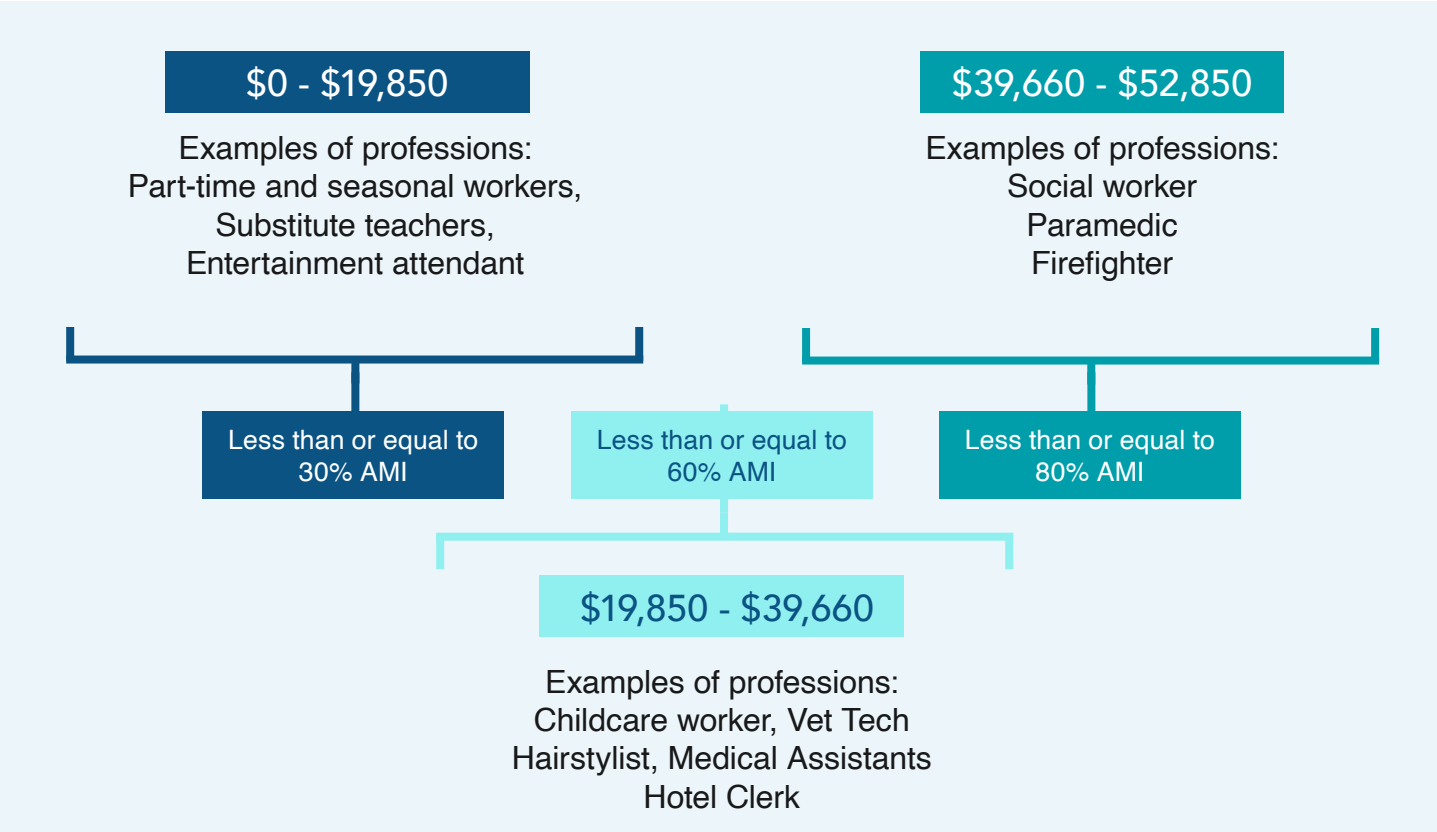 $0 - $19,850
Examples of professions:
Part-time and seasonal workers,
Substitute teachers,
Entertainment attendant
$39,660 - $52,850
Examples of professions:
Social worker
Paramedic
Firefighter
Less than or equal to
30% AMI
Less than or equal to
60% AMI
Less than or equal to
80% AMI
$19,850 - $39,660
Examples of professions:
Childcare worker, Vet Tech
Hairstylist, Medical Assistants
Hotel Clerk